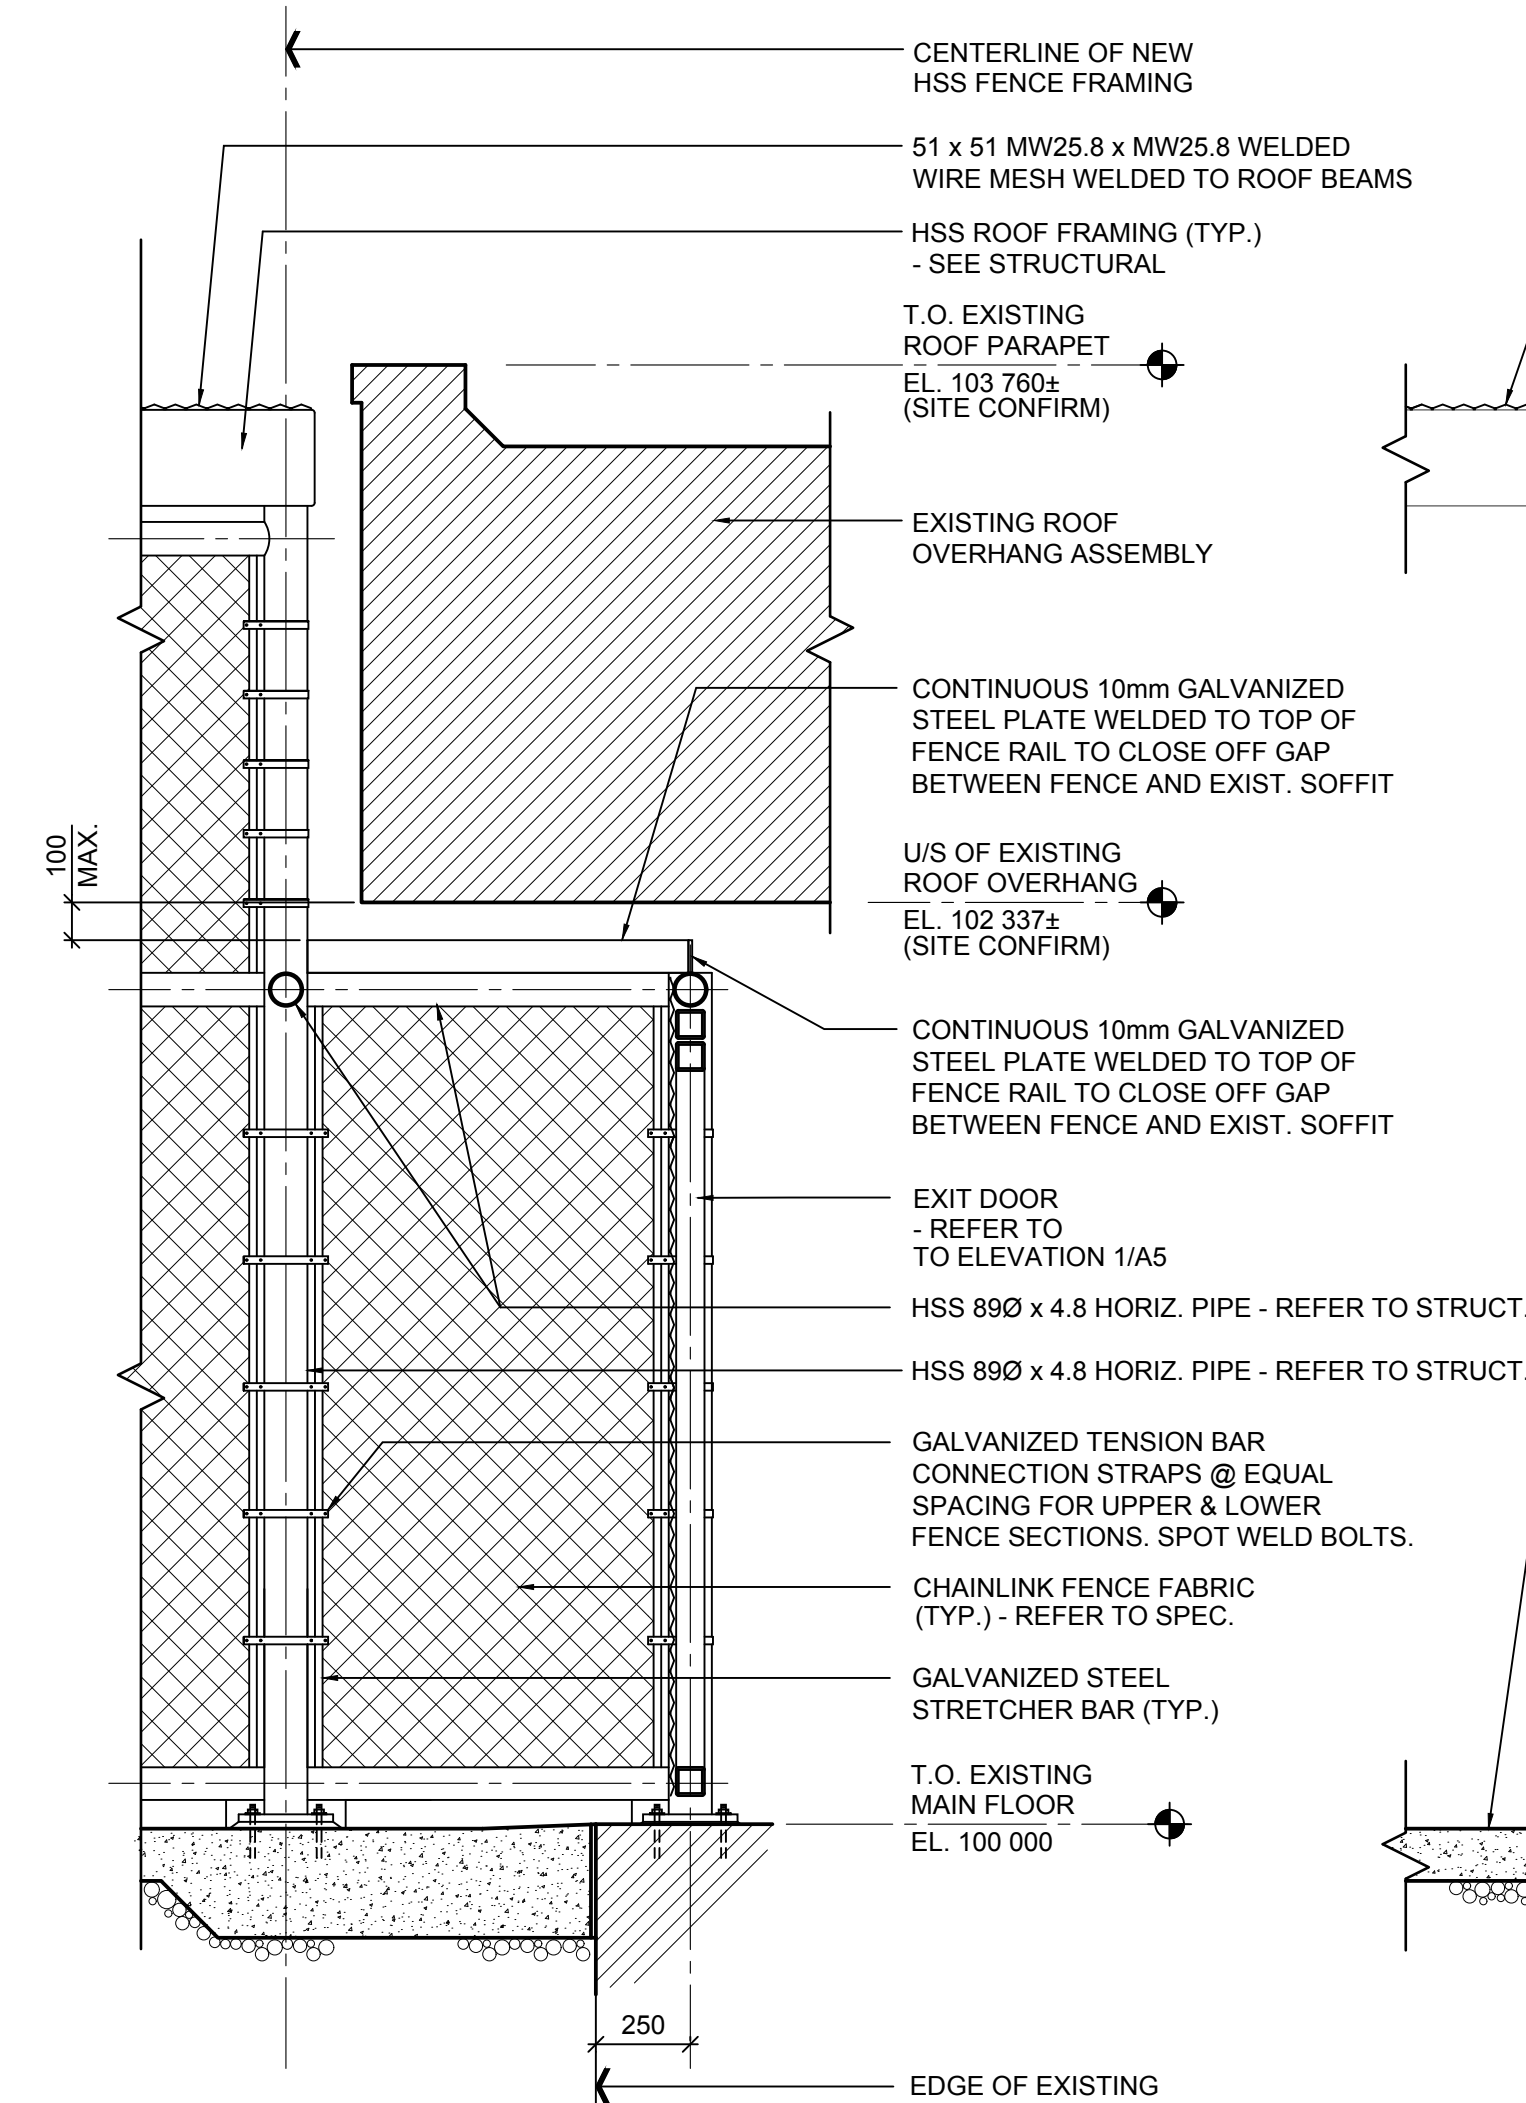 CENTERLINE OF NEW
HSS FENCE FRAMING
51 x 51 MW25.8 x MW25.8 WELDED
WIRE MESH WELDED TO ROOF BEAMS
HSS ROOF FRAMING (TYP.)
- SEE STRUCTURAL
T.O. EXISTING
ROOF PARAPET
EL. 103 760±
(SITE CONFIRM)
EXISTING ROOF
OVERHANG ASSEMBLY
CONTINUOUS 10mm GALVANIZED
STEEL PLATE WELDED TO TOP OF
FENCE RAIL TO CLOSE OFF GAP
BETWEEN FENCE AND EXIST. SOFFIT
100
MAX.
U/S OF EXISTING
ROOF OVERHANG
EL. 102 337±
(SITE CONFIRM)
CONTINUOUS 10mm GALVANIZED
STEEL PLATE WELDED TO TOP OF
FENCE RAIL TO CLOSE OFF GAP
BETWEEN FENCE AND EXIST. SOFFIT
EXIT DOOR
- REFER TO
TO ELEVATION 1/A5
HSS 89Ø x 4.8 HORIZ. PIPE - REFER TO STRUCT.
HSS 89Ø x 4.8 HORIZ. PIPE - REFER TO STRUCT.
GALVANIZED TENSION BAR
CONNECTION STRAPS @ EQUAL
SPACING FOR UPPER & LOWER
FENCE SECTIONS. SPOT WELD BOLTS.
CHAINLINK FENCE FABRIC
(TYP.) - REFER TO SPEC.
GALVANIZED STEEL
STRETCHER BAR (TYP.)
T.O. EXISTING
MAIN FLOOR
EL. 100 000
250
EDGE OF EXISTING